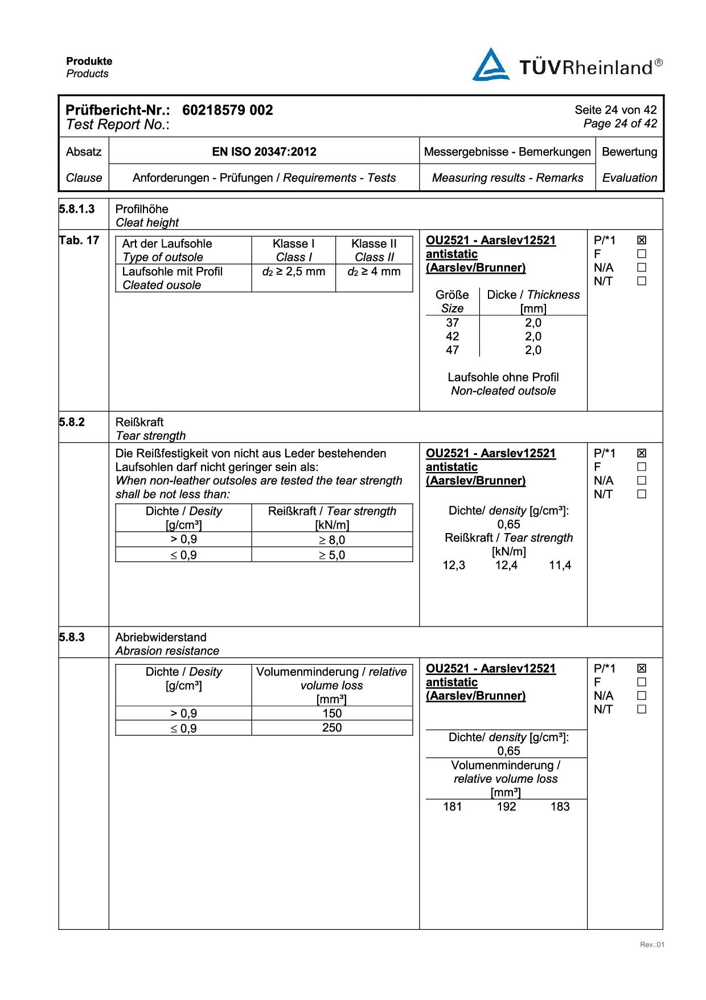 Produkte
Products
TÜVRheinland®
Prüfbericht-Nr.: 60218579 002
Test Report No.:
Seite 24 von 42
Page 24 of 42
Absatz
EN ISO 20347:2012
Messergebnisse - Bemerkungen
Bewertung
Clause
Anforderungen - Prüfungen / Requirements - Tests
Measuring results - Remarks
Evaluation
5.8.1.3
Profilhöhe
Cleat height
Tab. 17
Art der Laufsohle
Type of outsole
Klasse I
Class I
Klasse II
Class II
Laufsohle mit Profil
Cleated ousole
d₂ ≥ 2,5 mm
d₂ ≥ 4 mm
OU2521 - Aarslev12521
antistatic
(Aarslev/Brunner)
Größe
Size
Dicke / Thickness
[mm]
37 2,0
42 2,0
47 2,0
Laufsohle ohne Profil
Non-cleated outsole
P/*1 ☒
F ☐
N/A ☐
N/T ☐
5.8.2
Reißkraft
Tear strength
Die Reißfestigkeit von nicht aus Leder bestehenden
Laufsohlen darf nicht geringer sein als:
When non-leather outsoles are tested the tear strength
shall be not less than:
Dichte / Desity
[g/cm³]
Reißkraft / Tear strength
[kN/m]
> 0,9 ≥ 8,0
≤ 0,9 ≥ 5,0
OU2521 - Aarslev12521
antistatic
(Aarslev/Brunner)
Dichte/ density [g/cm³]:
0,65
Reißkraft / Tear strength
[kN/m]
12,3 12,4 11,4
P/*1 ☒
F ☐
N/A ☐
N/T ☐
5.8.3
Abriebwiderstand
Abrasion resistance
Dichte / Desity
[g/cm³]
Volumenminderung / relative
volume loss
[mm³]
> 0,9 150
≤ 0,9 250
OU2521 - Aarslev12521
antistatic
(Aarslev/Brunner)
Dichte/ density [g/cm³]:
0,65
Volumenminderung /
relative volume loss
[mm³]
181 192 183
P/*1 ☒
F ☐
N/A ☐
N/T ☐
Rev.:01